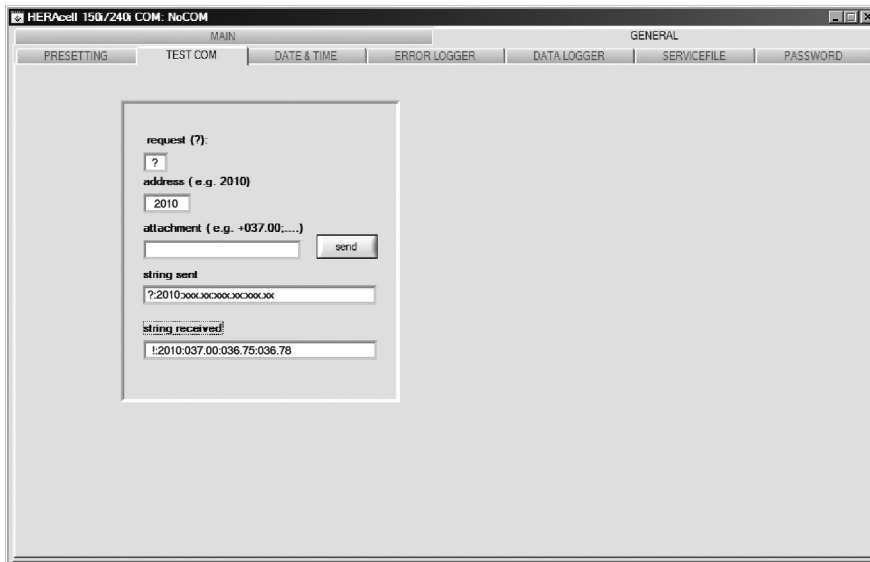 HERAcell 150i/240i COM: NoCOM
MAIN GENERAL
PRESETTING TEST COM DATE & TIME ERROR LOGGER DATA LOGGER SERVICEFILE PASSWORD
request (?):
?
address ( e.g. 2010)
2010
attachment ( e.g. +037.00;....)
send
string sent
?:2010:xxx.xx:xxx.xx:xxx.xx
string received
!:2010:037.00:036.75:036.78